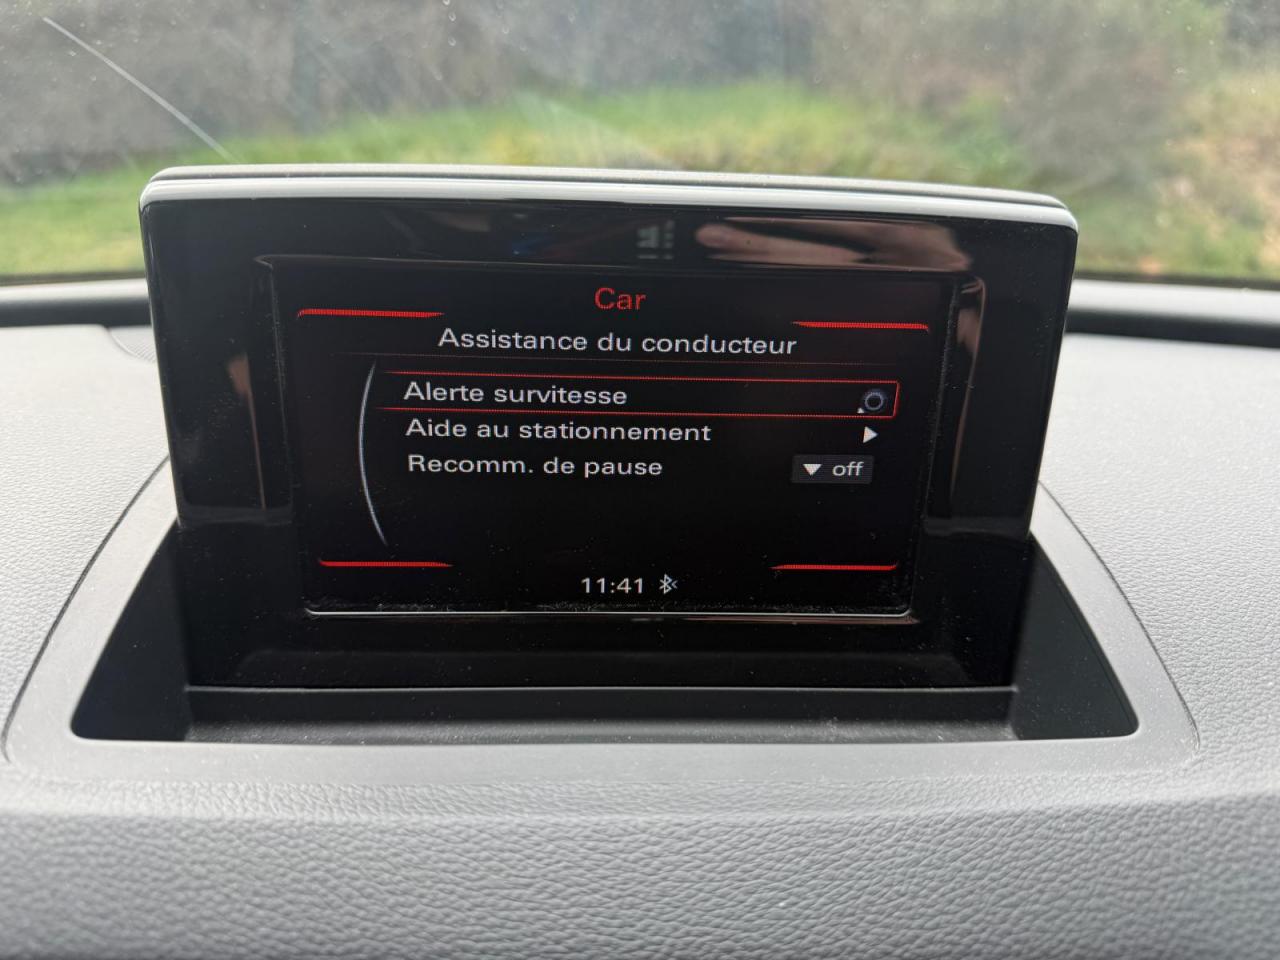 Car
Assistance du conducteur
Alerte survitesse
Aide au stationnement
Recomm. de pause
off
11:41